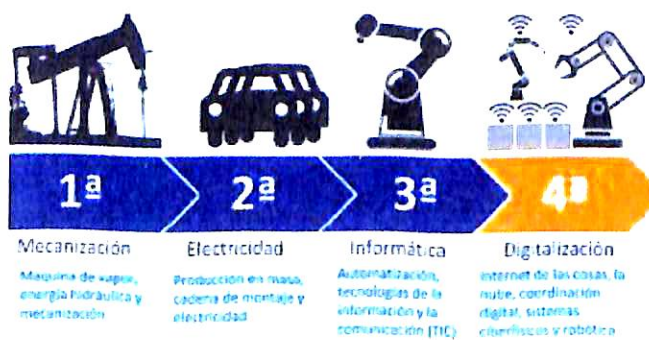 1ª
2ª
3ª
4ª
Mecanización
Electricidad
Informática
Digitalización
Maquina de vapor,
energía hidráulica y
mecanización
Producción en masa,
cadena de montaje y
electricidad
Automatización,
tecnologías de la
información y la
comunicación (TIC)
Internet de las cosas, la
nube, coordinación
digital, sistemas
ciberfísicos y robótica